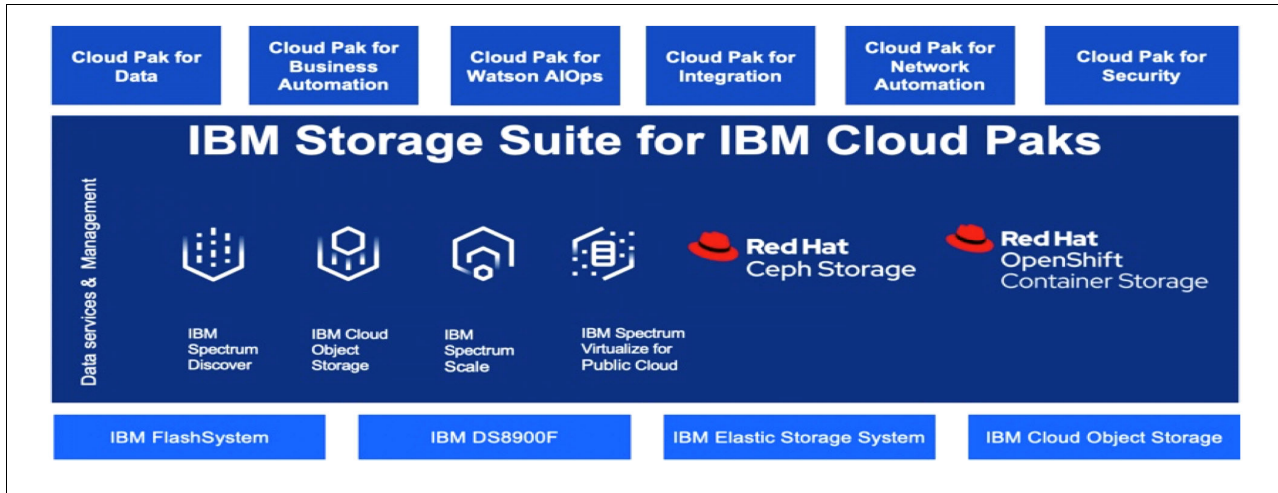 Cloud Pak for
Data
Cloud Pak for
Business
Automation
Cloud Pak for
Watson AIOps
Cloud Pak for
Integration
Cloud Pak for
Network
Automation
Cloud Pak for
Security
IBM Storage Suite for IBM Cloud Paks
Data services & Management
IBM
Spectrum
Discover
IBM Cloud
Object
Storage
IBM
Spectrum
Scale
IBM Spectrum
Virtualize for
Public Cloud
Red Hat
Ceph Storage
Red Hat
OpenShift
Container Storage
IBM FlashSystem
IBM DS8900F
IBM Elastic Storage System
IBM Cloud Object Storage